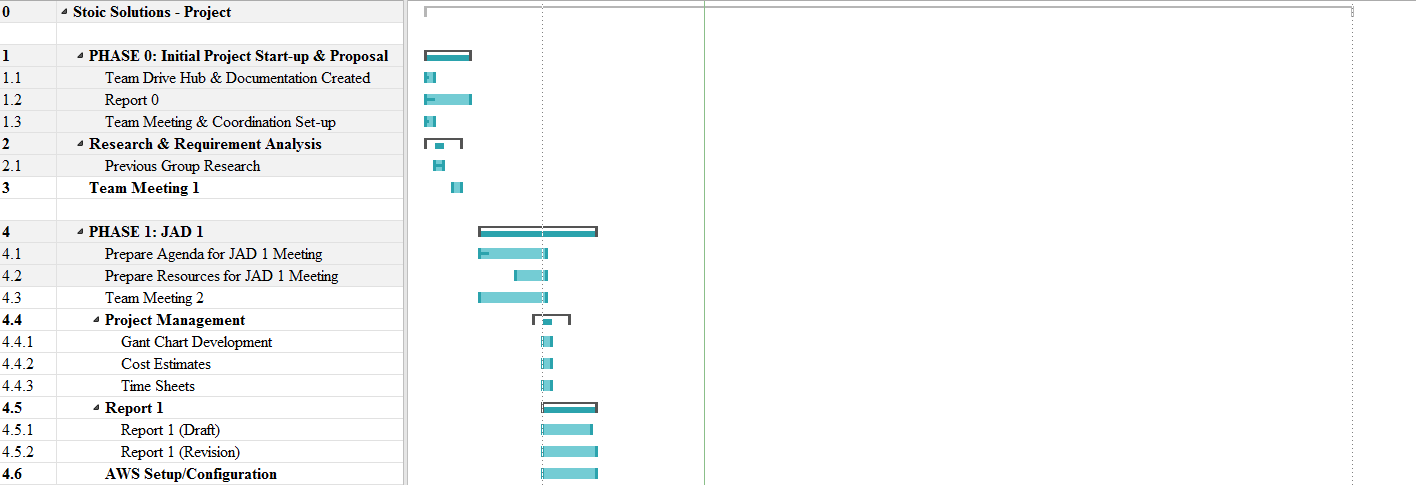 0 Stoic Solutions - Project
1 PHASE 0: Initial Project Start-up & Proposal
1.1 Team Drive Hub & Documentation Created
1.2 Report 0
1.3 Team Meeting & Coordination Set-up
2 Research & Requirement Analysis
2.1 Previous Group Research
3 Team Meeting 1
4 PHASE 1: JAD 1
4.1 Prepare Agenda for JAD 1 Meeting
4.2 Prepare Resources for JAD 1 Meeting
4.3 Team Meeting 2
4.4 Project Management
4.4.1 Gant Chart Development
4.4.2 Cost Estimates
4.4.3 Time Sheets
4.5 Report 1
4.5.1 Report 1 (Draft)
4.5.2 Report 1 (Revision)
4.6 AWS Setup/Configuration